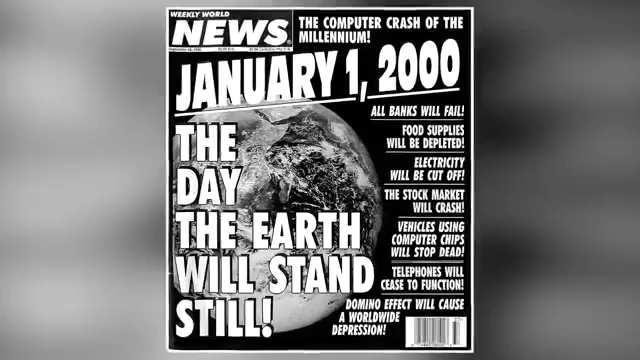 WEEKLY WORLD
NEWS
THE COMPUTER CRASH OF THE
MILLENNIUM!
JANUARY 1, 2000
THE
DAY
THE EARTH
WILL STAND
STILL!
ALL BANKS WILL FAIL!
FOOD SUPPLIES
WILL BE DEPLETED!
ELECTRICITY
WILL BE CUT OFF!
THE STOCK MARKET
WILL CRASH!
VEHICLES USING
COMPUTER CHIPS
WILL STOP DEAD!
TELEPHONES WILL
CEASE TO FUNCTION!
DOMINO EFFECT WILL CAUSE
A WORLDWIDE
DEPRESSION!